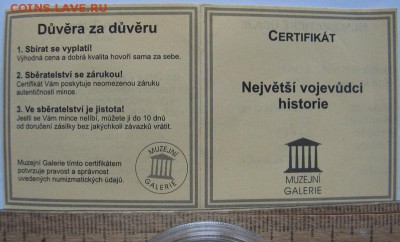 COINS.LAVE.RU
Důvěra za důvěru
1. Sbírat se vyplatí!
Výhodná cena a dobrá kvalita hovoří sama za sebe.
2. Sběratelství se zárukou!
Certifikát Vám poskytuje neomezenou záruku
autentičnosti mince.
3. Ve sběratelství je jistota!
Jestli se Vám mince nelíbí, můžete ji do 10 dnů
od doručení zásilky bez jakýchkoli závazků vrátit.
Muzejní Galerie tímto certifikátem
potvrzuje pravost a správnost
uvedených numizmatických údajů.
MUZEJNÍ
GALERIE
CERTIFIKÁT
Největší vojevůdci
historie
MUZEJNÍ
GALERIE